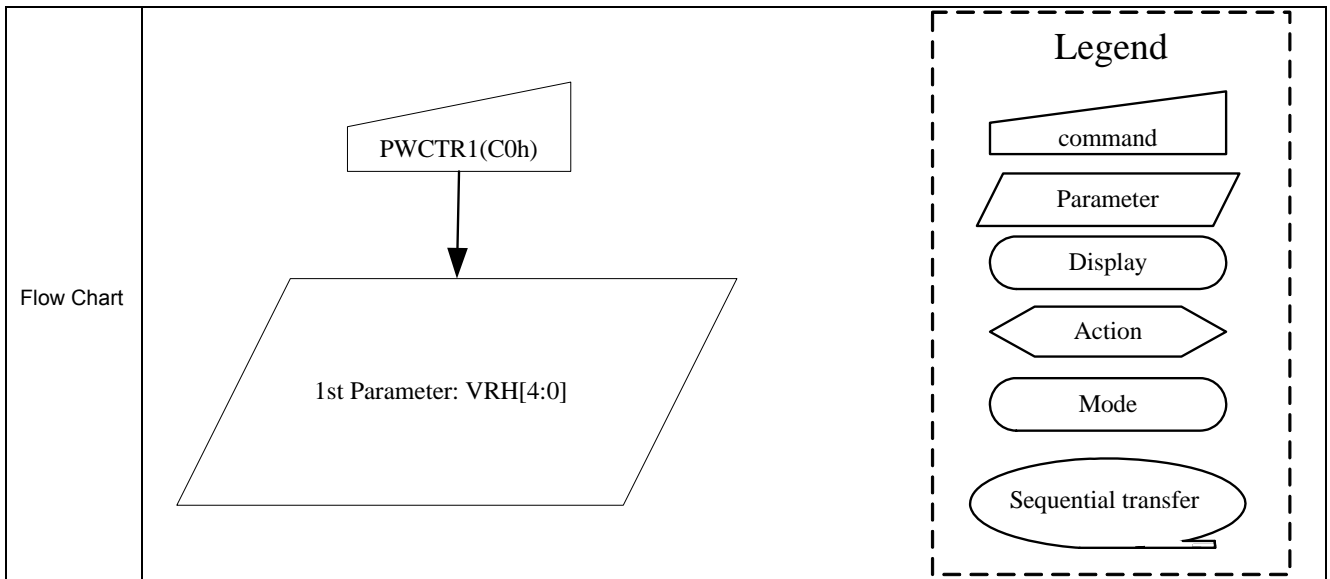 Flow Chart
PWCTR1(C0h)
1st Parameter: VRH[4:0]
Legend
command
Parameter
Display
Action
Mode
Sequential transfer